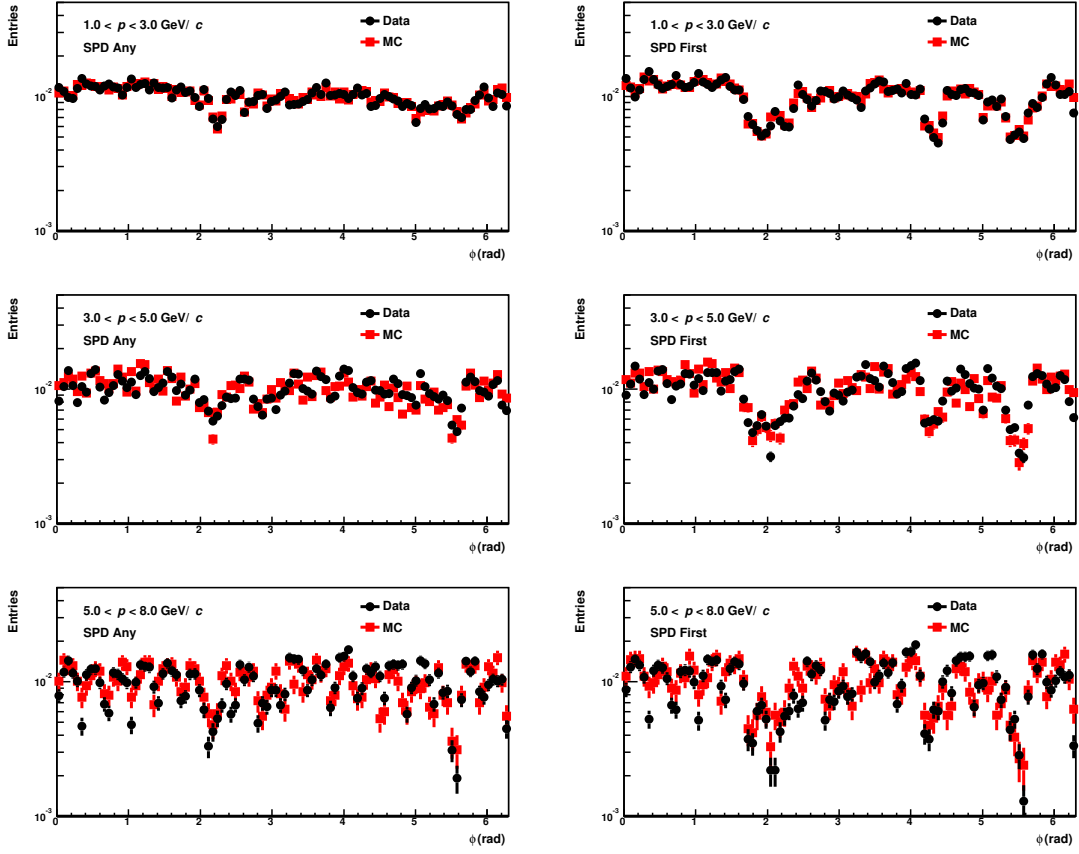 Entries
1.0 < p < 3.0 GeV/ c
SPD Any
Data
MC
10⁻²
10⁻³
0 1 2 3 4 5 6
ϕ(rad)
Entries
1.0 < p < 3.0 GeV/ c
SPD First
Data
MC
10⁻²
10⁻³
0 1 2 3 4 5 6
ϕ(rad)
Entries
3.0 < p < 5.0 GeV/ c
SPD Any
Data
MC
10⁻²
10⁻³
0 1 2 3 4 5 6
ϕ(rad)
Entries
3.0 < p < 5.0 GeV/ c
SPD First
Data
MC
10⁻²
10⁻³
0 1 2 3 4 5 6
ϕ(rad)
Entries
5.0 < p < 8.0 GeV/ c
SPD Any
Data
MC
10⁻²
10⁻³
0 1 2 3 4 5 6
ϕ(rad)
Entries
5.0 < p < 8.0 GeV/ c
SPD First
Data
MC
10⁻²
10⁻³
0 1 2 3 4 5 6
ϕ(rad)